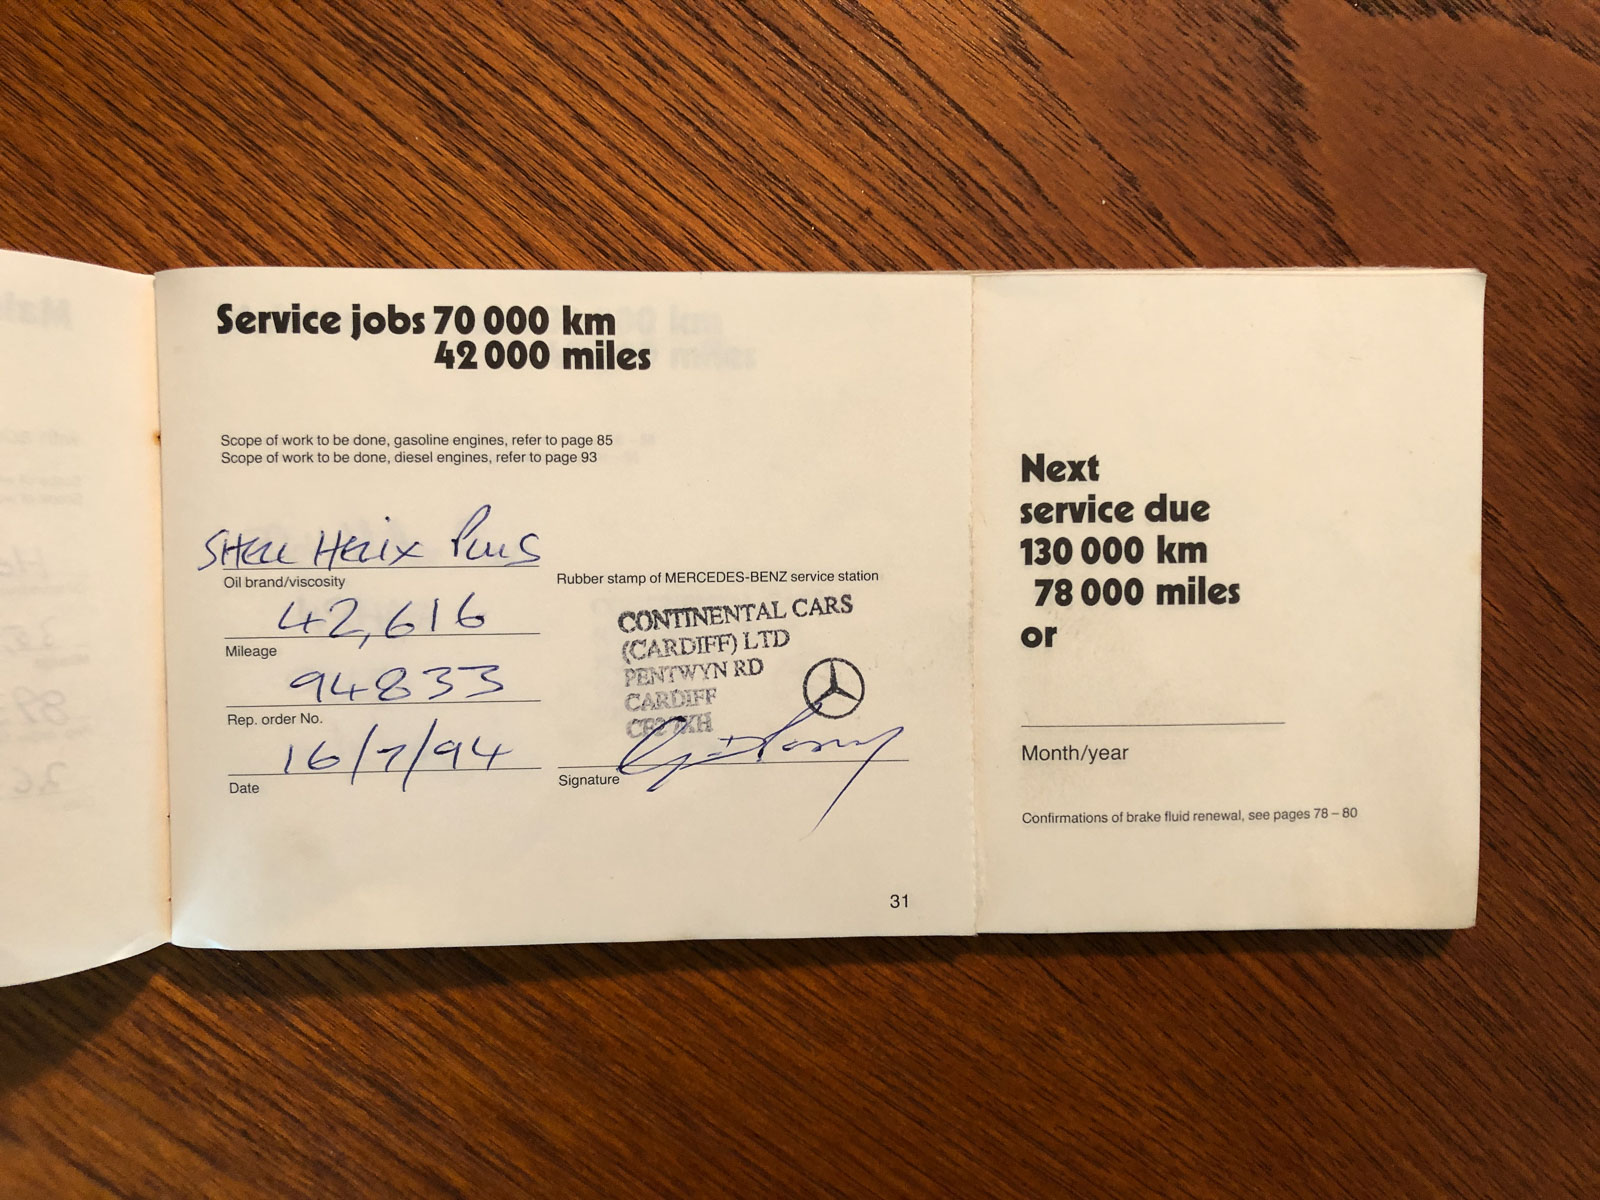 Service jobs 70 000 km
42 000 miles
Scope of work to be done, gasoline engines, refer to page 85
Scope of work to be done, diesel engines, refer to page 93
SHELL HELIX PLUS
Oil brand/viscosity
42,616
Mileage
94833
Rep. order No.
16/7/94
Date
Rubber stamp of MERCEDES-BENZ service station
CONTINENTAL CARS
(CARDIFF) LTD
PENTWYN RD
CARDIFF
Signature
31
Next
service due
130 000 km
78 000 miles
or
Month/year
Confirmations of brake fluid renewal, see pages 78 – 80